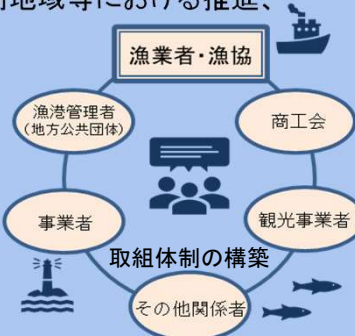 地域等における推進、
漁業者・漁協
漁港管理者
(地方公共団体)
商工会
事業者
観光事業者
取組体制の構築
その他関係者